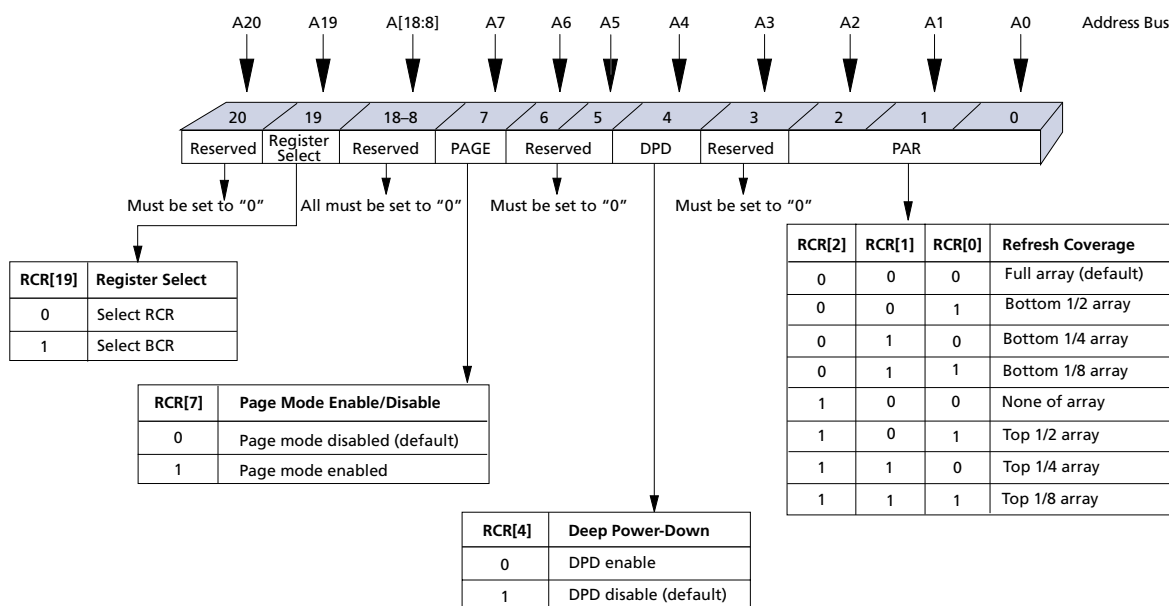 A20 A19 A[18:8] A7 A6 A5 A4 A3 A2 A1 A0 Address Bus
20 19 18–8 7 6 5 4 3 2 1 0
Reserved Register Select Reserved PAGE Reserved DPD Reserved PAR
Must be set to "0" All must be set to "0" Must be set to "0" Must be set to "0"
RCR[19] Register Select
0 Select RCR
1 Select BCR
RCR[7] Page Mode Enable/Disable
0 Page mode disabled (default)
1 Page mode enabled
RCR[4] Deep Power-Down
0 DPD enable
1 DPD disable (default)
RCR[2] RCR[1] RCR[0] Refresh Coverage
0 0 0 Full array (default)
0 0 1 Bottom 1/2 array
0 1 0 Bottom 1/4 array
0 1 1 Bottom 1/8 array
1 0 0 None of array
1 0 1 Top 1/2 array
1 1 0 Top 1/4 array
1 1 1 Top 1/8 array